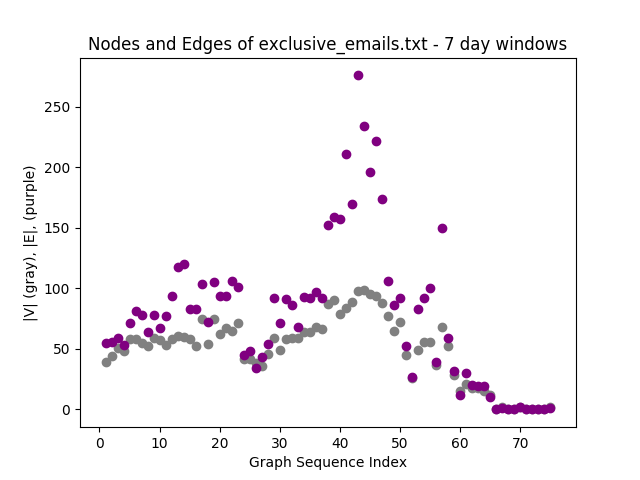 Nodes and Edges of exclusive_emails.txt - 7 day windows
|V| (gray), |E|, (purple)
250
200
150
100
50
0
0 10 20 30 40 50 60 70
Graph Sequence Index